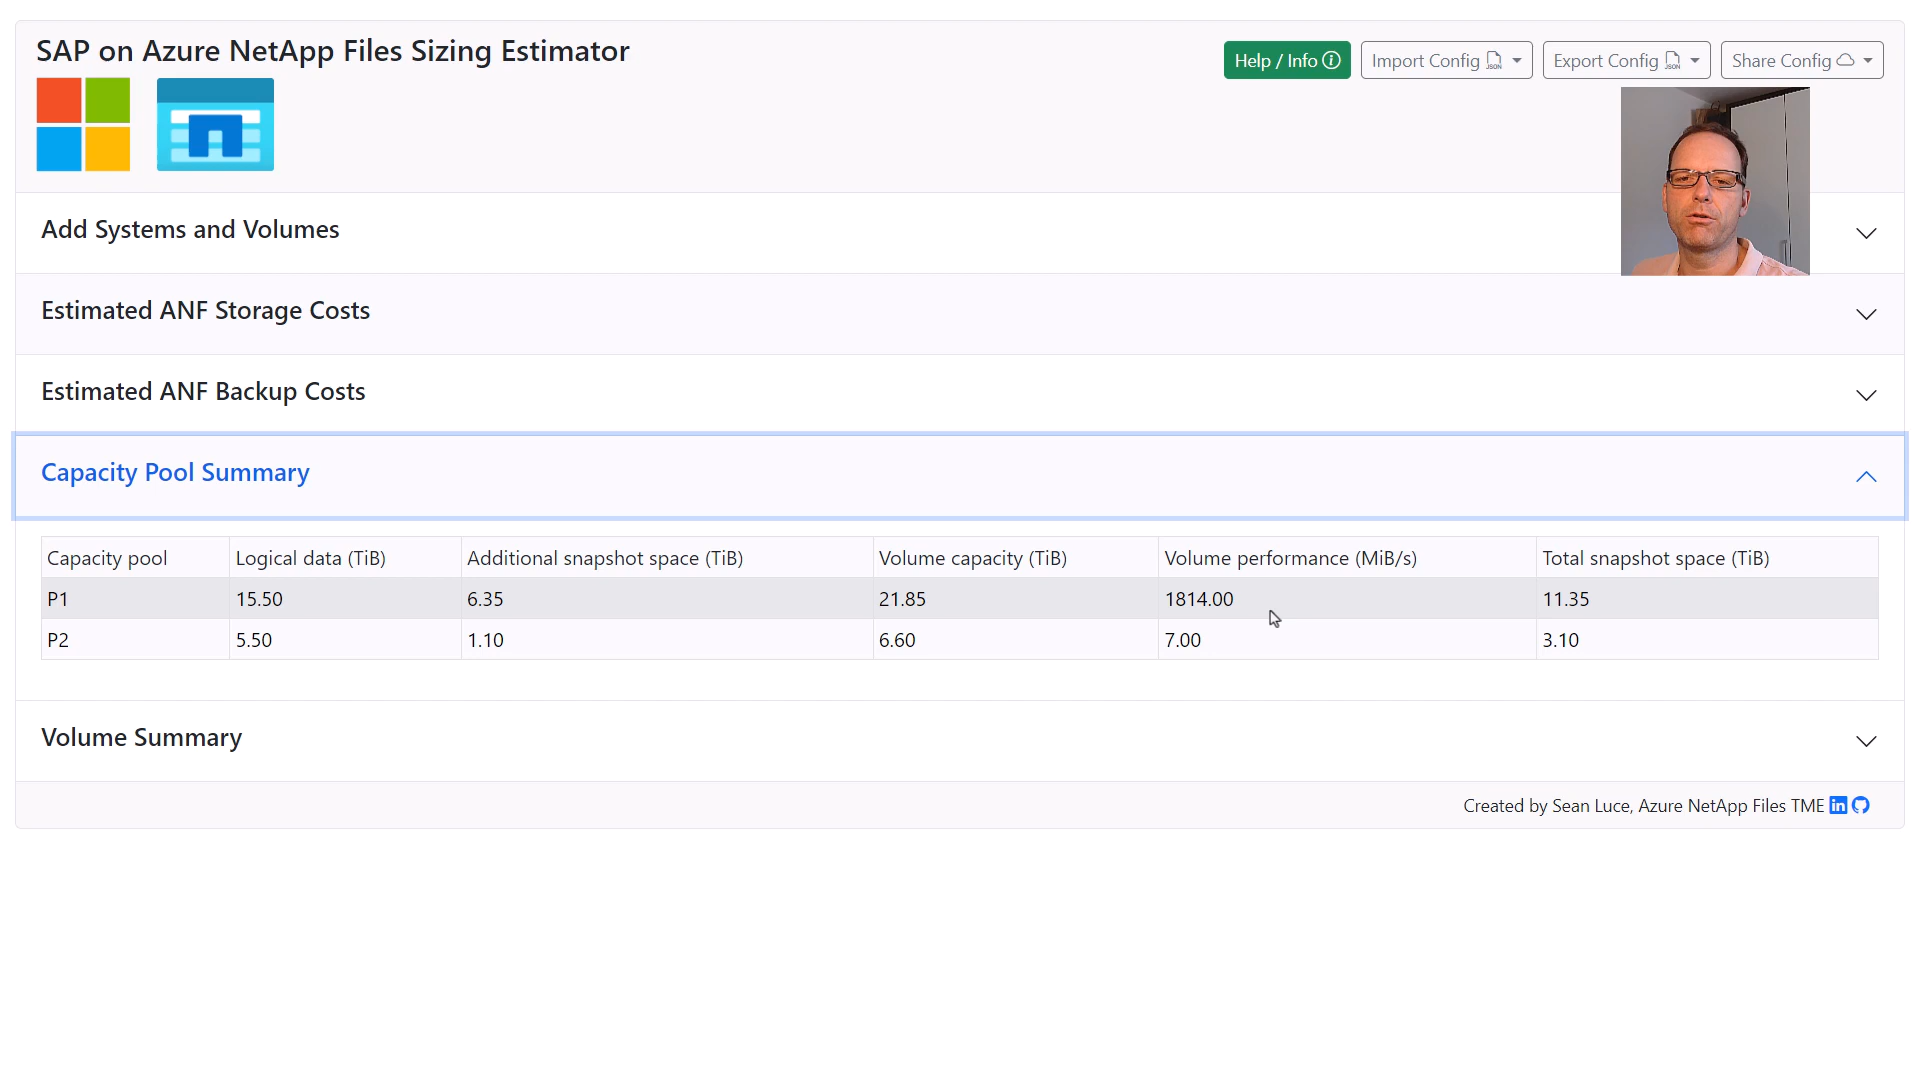 SAP on Azure NetApp Files Sizing Estimator
Help / Info
Import Config
Export Config
Share Config
Add Systems and Volumes
Estimated ANF Storage Costs
Estimated ANF Backup Costs
Capacity Pool Summary
Capacity pool Logical data (TiB) Additional snapshot space (TiB) Volume capacity (TiB) Volume performance (MiB/s) Total snapshot space (TiB)
P1 15.50 6.35 21.85 1814.00 11.35
P2 5.50 1.10 6.60 7.00 3.10
Volume Summary
Created by Sean Luce, Azure NetApp Files TME